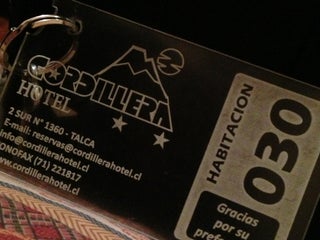 CORDILLERA
HOTEL
2 SUR N° 1360 - TALCA
E-mail: reservas@cordillerahotel.cl
info@cordillerahotel.cl
FONOFAX (71) 221817
www.cordillerahotel.cl
HABITACION
030
Gracias
por su